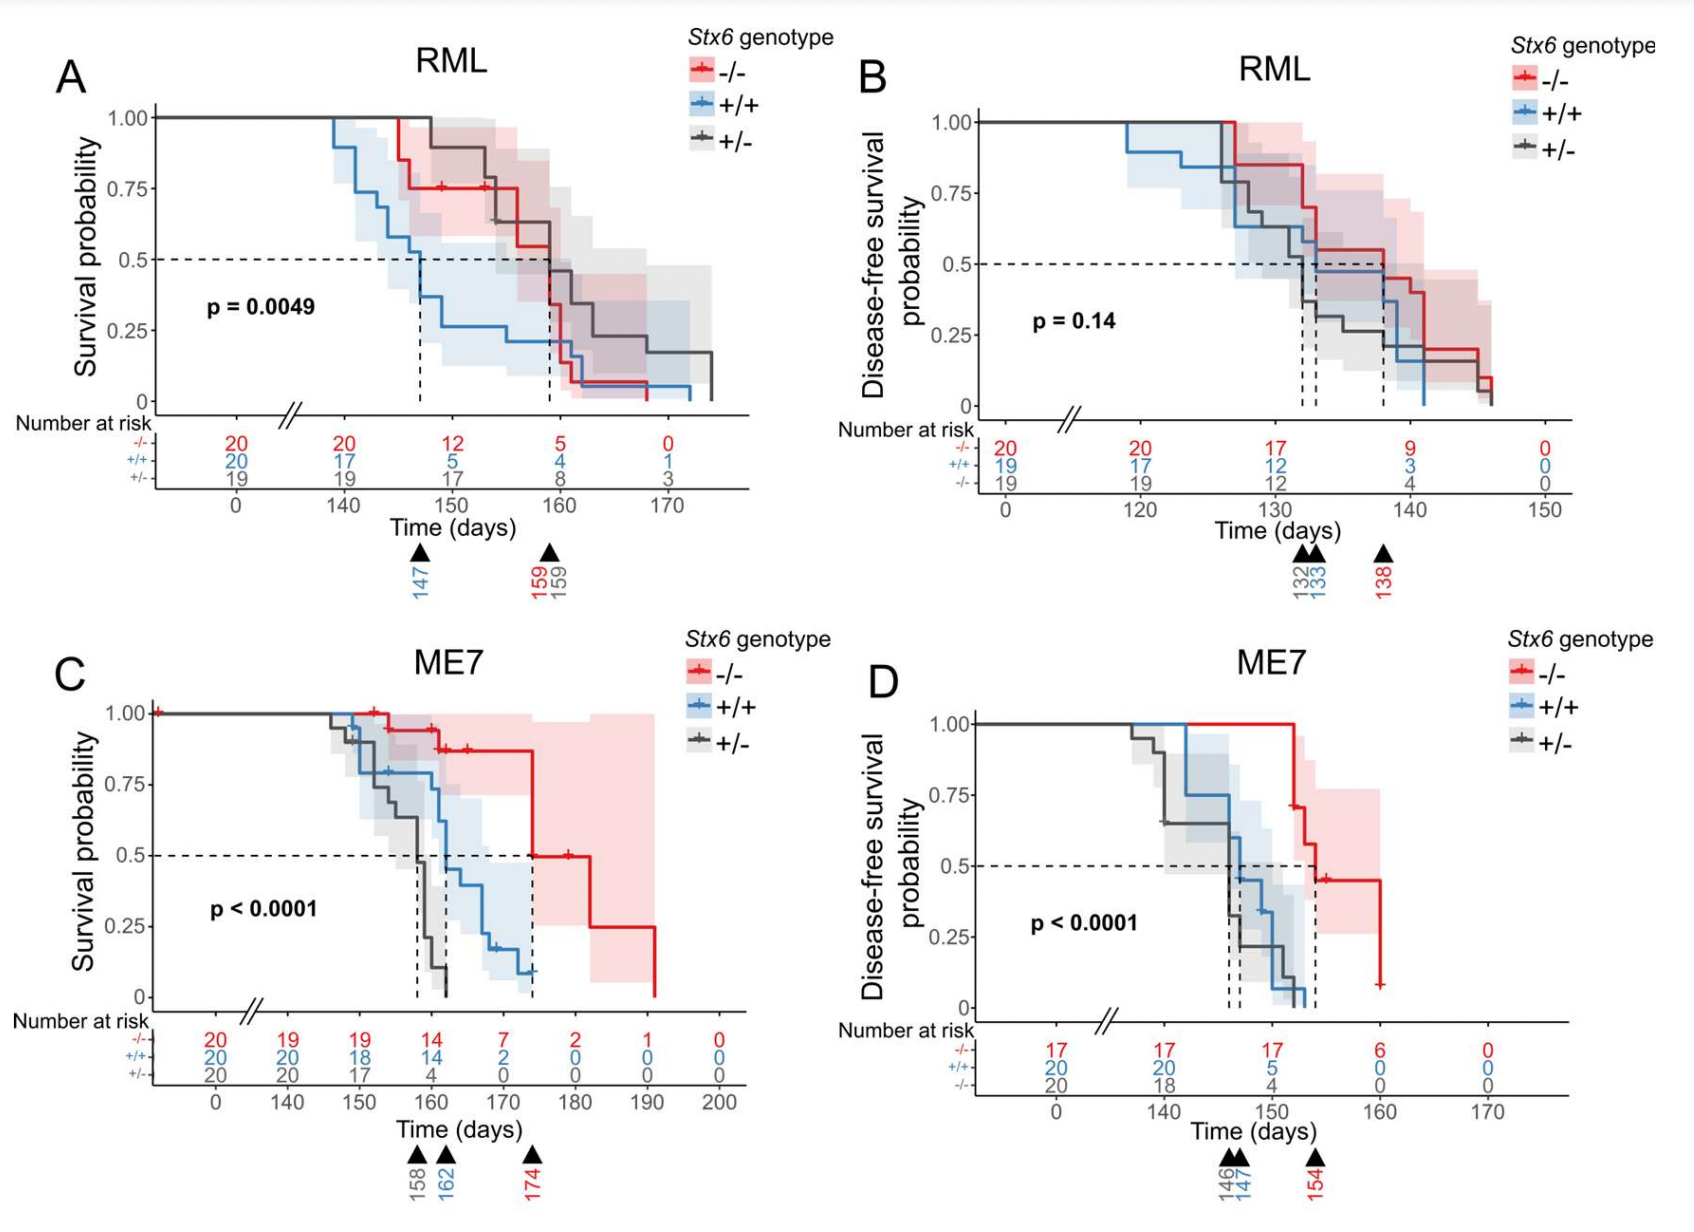 A
RML
Stx6 genotype
-/-
+/+
+/-
Survival probability
1.00
0.75
0.5
0.25
0
p = 0.0049
Number at risk
-/- 20 20 12 5 0
+/+ 20 17 5 4 1
+/- 19 19 17 8 3
0 140 150 160 170
Time (days)
147 159 159
B
RML
Stx6 genotype
-/-
+/+
+/-
Disease-free survival
probability
1.00
0.75
0.5
0.25
0
p = 0.14
Number at risk
-/- 20 20 17 9 0
+/+ 19 17 12 3 0
-/- 19 19 12 4 0
0 120 130 140 150
Time (days)
132 133 138
C
ME7
Stx6 genotype
-/-
+/+
+/-
Survival probability
1.00
0.75
0.5
0.25
0
p < 0.0001
Number at risk
-/- 20 19 19 14 7 2 1 0
+/+ 20 20 18 14 2 0 0 0
+/- 20 20 17 4 0 0 0 0
0 140 150 160 170 180 190 200
Time (days)
158 162 174
D
ME7
Stx6 genotype
-/-
+/+
+/-
Disease-free survival
probability
1.00
0.75
0.5
0.25
0
p < 0.0001
Number at risk
-/- 17 17 17 6 0
+/+ 20 20 5 0 0
-/- 20 18 4 0 0
0 140 150 160 170
Time (days)
146 147 154